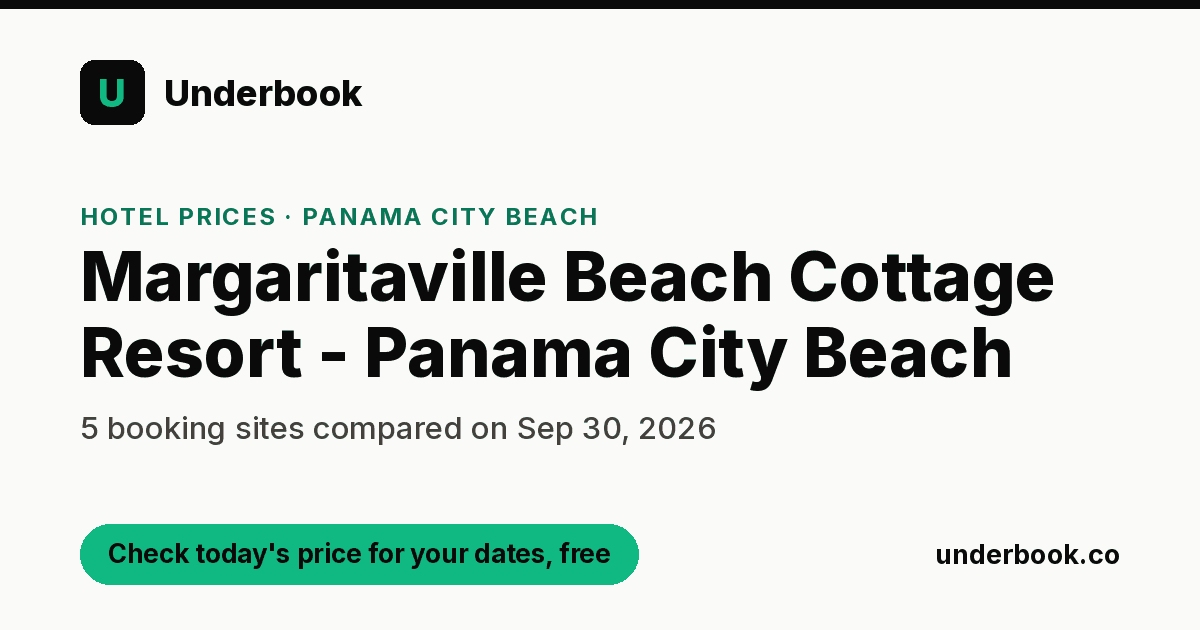 U Underbook
HOTEL PRICES · PANAMA CITY BEACH
Margaritaville Beach Cottage
Resort - Panama City Beach
5 booking sites compared on Sep 30, 2026
Check today's price for your dates, free
underbook.co